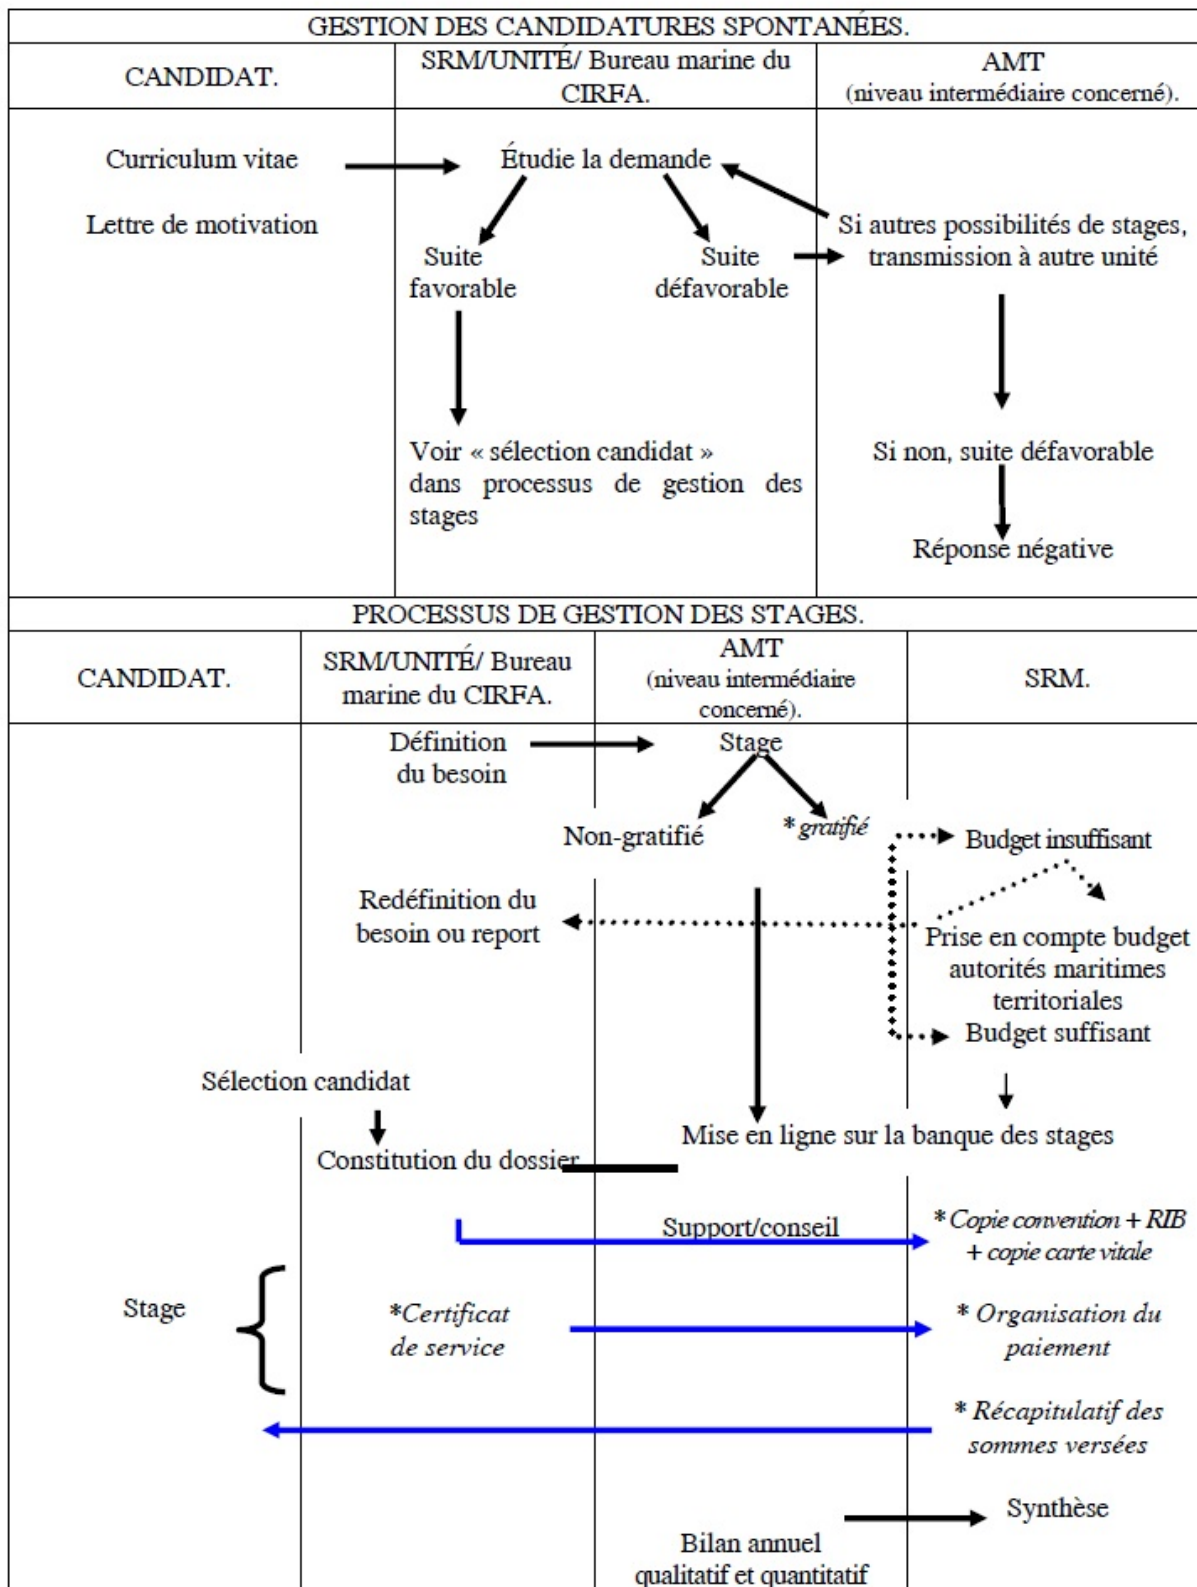 GESTION DES CANDIDATURES SPONTANÉES.
CANDIDAT.
SRM/UNITÉ/ Bureau marine du
CIRFA.
AMT
(niveau intermédiaire concerné).
Curriculum vitae
Étudie la demande
Lettre de motivation
Si autres possibilités de stages,
transmission à autre unité
Suite
favorable
Suite
défavorable
Voir « sélection candidat »
dans processus de gestion des
stages
Si non, suite défavorable
Réponse négative
PROCESSUS DE GESTION DES STAGES.
CANDIDAT.
SRM/UNITÉ/ Bureau
marine du CIRFA.
AMT
(niveau intermédiaire
concerné).
SRM.
Définition
du besoin
Stage
Non-gratifié
* gratifié
Budget insuffisant
Redéfinition du
besoin ou report
Prise en compte budget
autorités maritimes
territoriales
Budget suffisant
Sélection candidat
Mise en ligne sur la banque des stages
Constitution du dossier
Support/conseil
* Copie convention + RIB
+ copie carte vitale
Stage
*Certificat
de service
* Organisation du
paiement
* Récapitulatif des
sommes versées
Synthèse
Bilan annuel
qualitatif et quantitatif